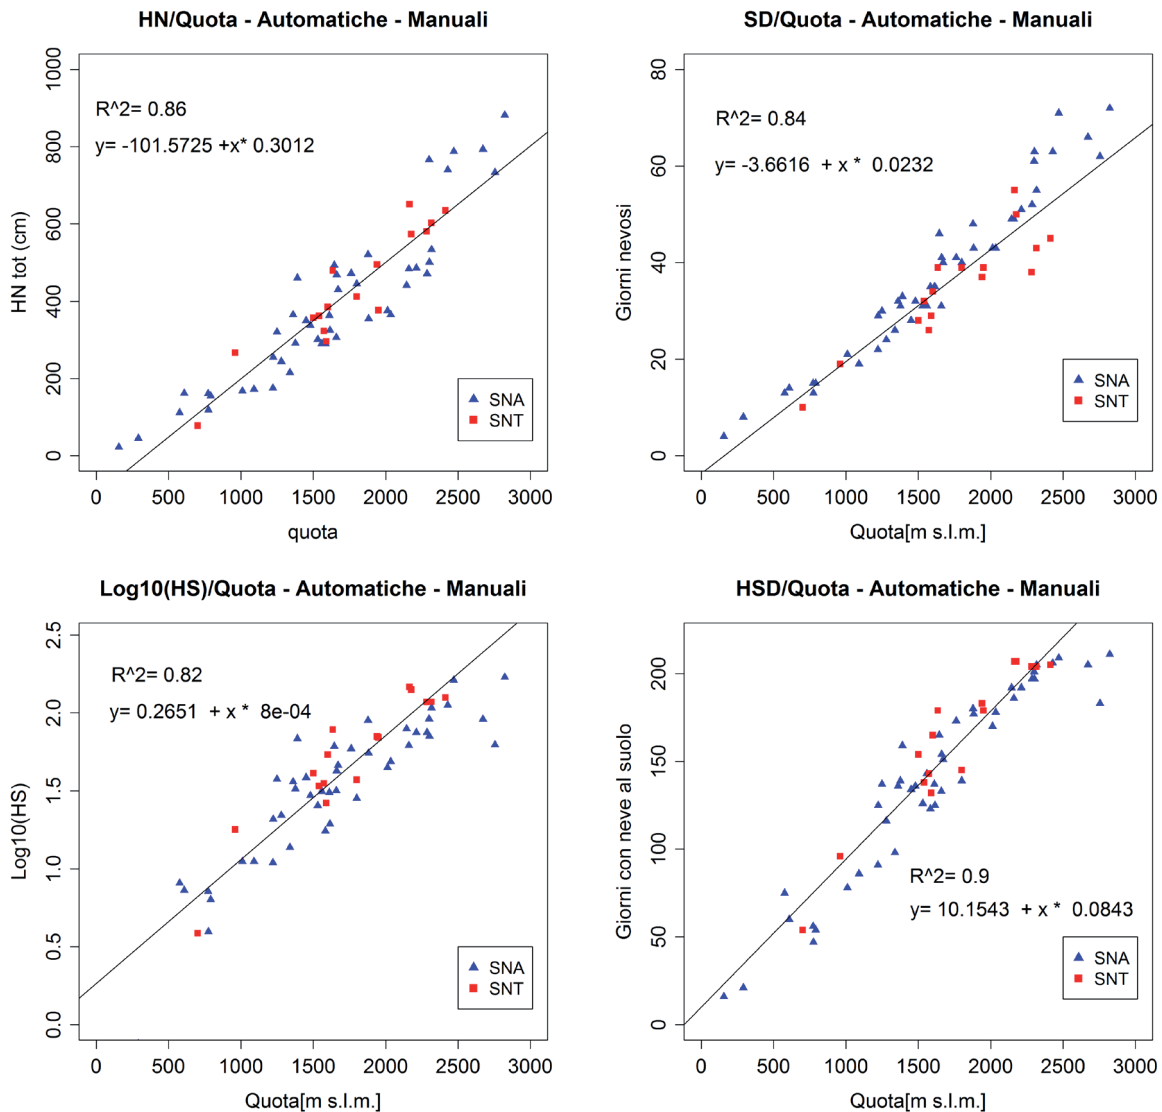 HN/Quota - Automatiche - Manuali
R^2= 0.86
y= -101.5725 +x* 0.3012
HN tot (cm)
0
200
400
600
800
1000
SNA
SNT
0 500 1000 1500 2000 2500 3000
quota
SD/Quota - Automatiche - Manuali
R^2= 0.84
y= -3.6616 + x * 0.0232
Giorni nevosi
0
20
40
60
80
SNA
SNT
0 500 1000 1500 2000 2500 3000
Quota[m s.l.m.]
Log10(HS)/Quota - Automatiche - Manuali
R^2= 0.82
y= 0.2651 + x * 8e-04
Log10(HS)
0.0
0.5
1.0
1.5
2.0
2.5
SNA
SNT
0 500 1000 1500 2000 2500 3000
Quota[m s.l.m.]
HSD/Quota - Automatiche - Manuali
Giorni con neve al suolo
0
50
100
150
200
R^2= 0.9
y= 10.1543 + x * 0.0843
SNA
SNT
0 500 1000 1500 2000 2500 3000
Quota[m s.l.m.]